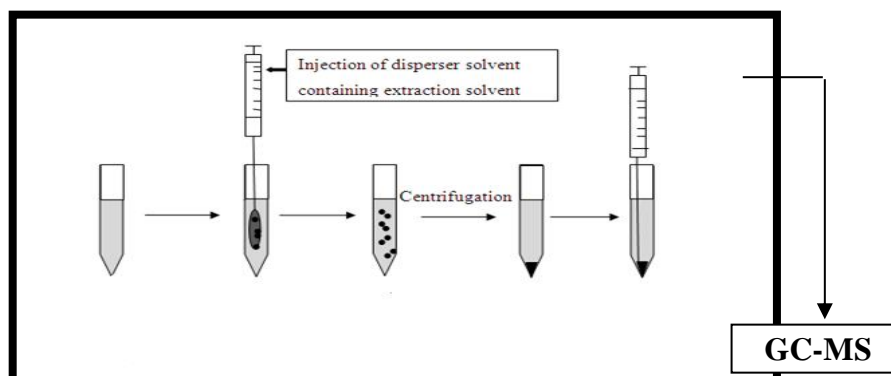 Injection of disperser solvent
containing extraction solvent
Centrifugation
GC-MS